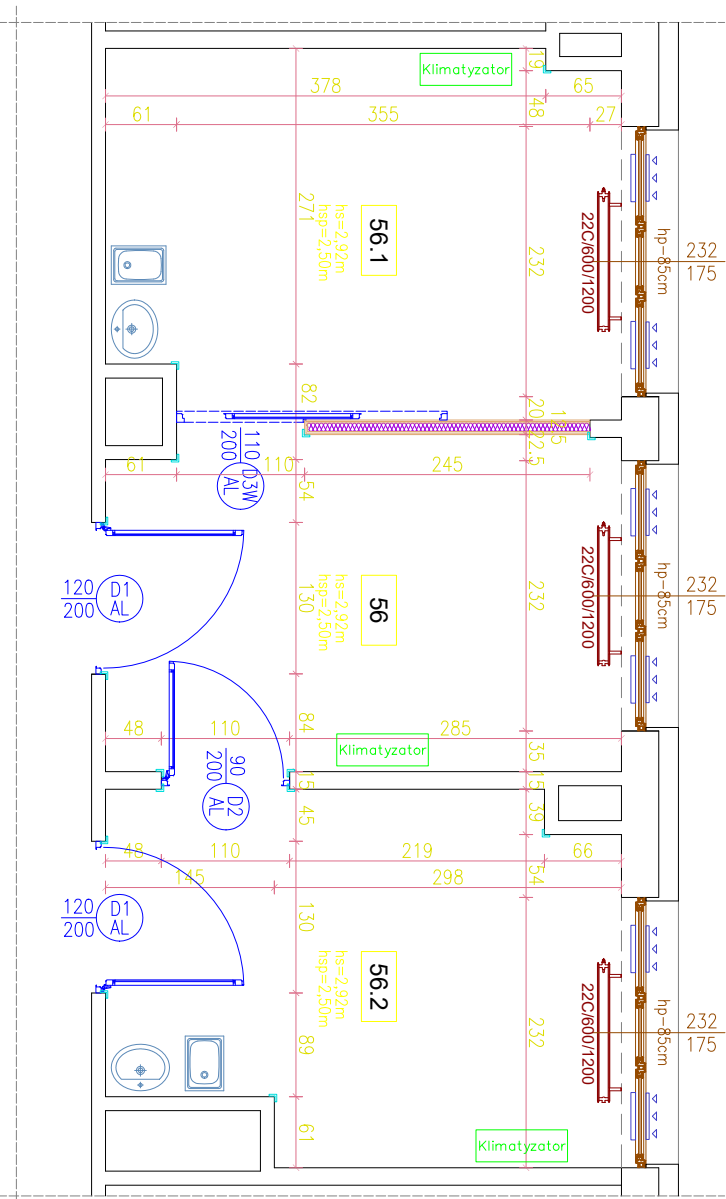 19
Klimatyzator
378
48
65
61
355
27
271
hs=2,92m
hsp=2,50m
56.1
232
22C/600/1200
hp-85cm
232
175
82
20
22,5
110
200
D3W
AL
61
110
245
54
120
200
D1
AL
130
hs=2,92m
hsp=2,50m
56
232
22C/600/1200
hp-85cm
232
175
48
110
84
285
Klimatyzator
35
90
200
D2
AL
15
15
45
39
48
110
219
66
145
298
54
120
200
D1
AL
130
hs=2,92m
hsp=2,50m
56.2
232
22C/600/1200
hp-85cm
232
175
89
61
Klimatyzator